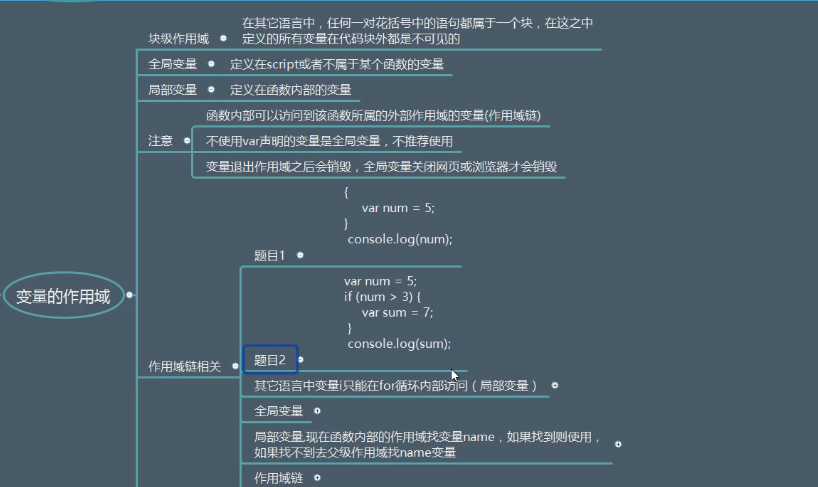 块级作用域
在其它语言中，任何一对花括号中的语句都属于一个块，在这之中
定义的所有变量在代码块外都是不可见的
全局变量
定义在script或者不属于某个函数的变量
局部变量
定义在函数内部的变量
注意
函数内部可以访问到该函数所属的外部作用域的变量(作用域链)
不使用var声明的变量是全局变量，不推荐使用
变量退出作用域之后会销毁，全局变量关闭网页或浏览器才会销毁
变量的作用域
作用域链相关
题目1
{
var num = 5;
}
console.log(num);
题目2
var num = 5;
if (num > 3) {
var sum = 7;
}
console.log(sum);
其它语言中变量i只能在for循环内部访问（局部变量）
全局变量
局部变量,现在函数内部的作用域找变量name，如果找到则使用，
如果找不到去父级作用域找name变量
作用域链